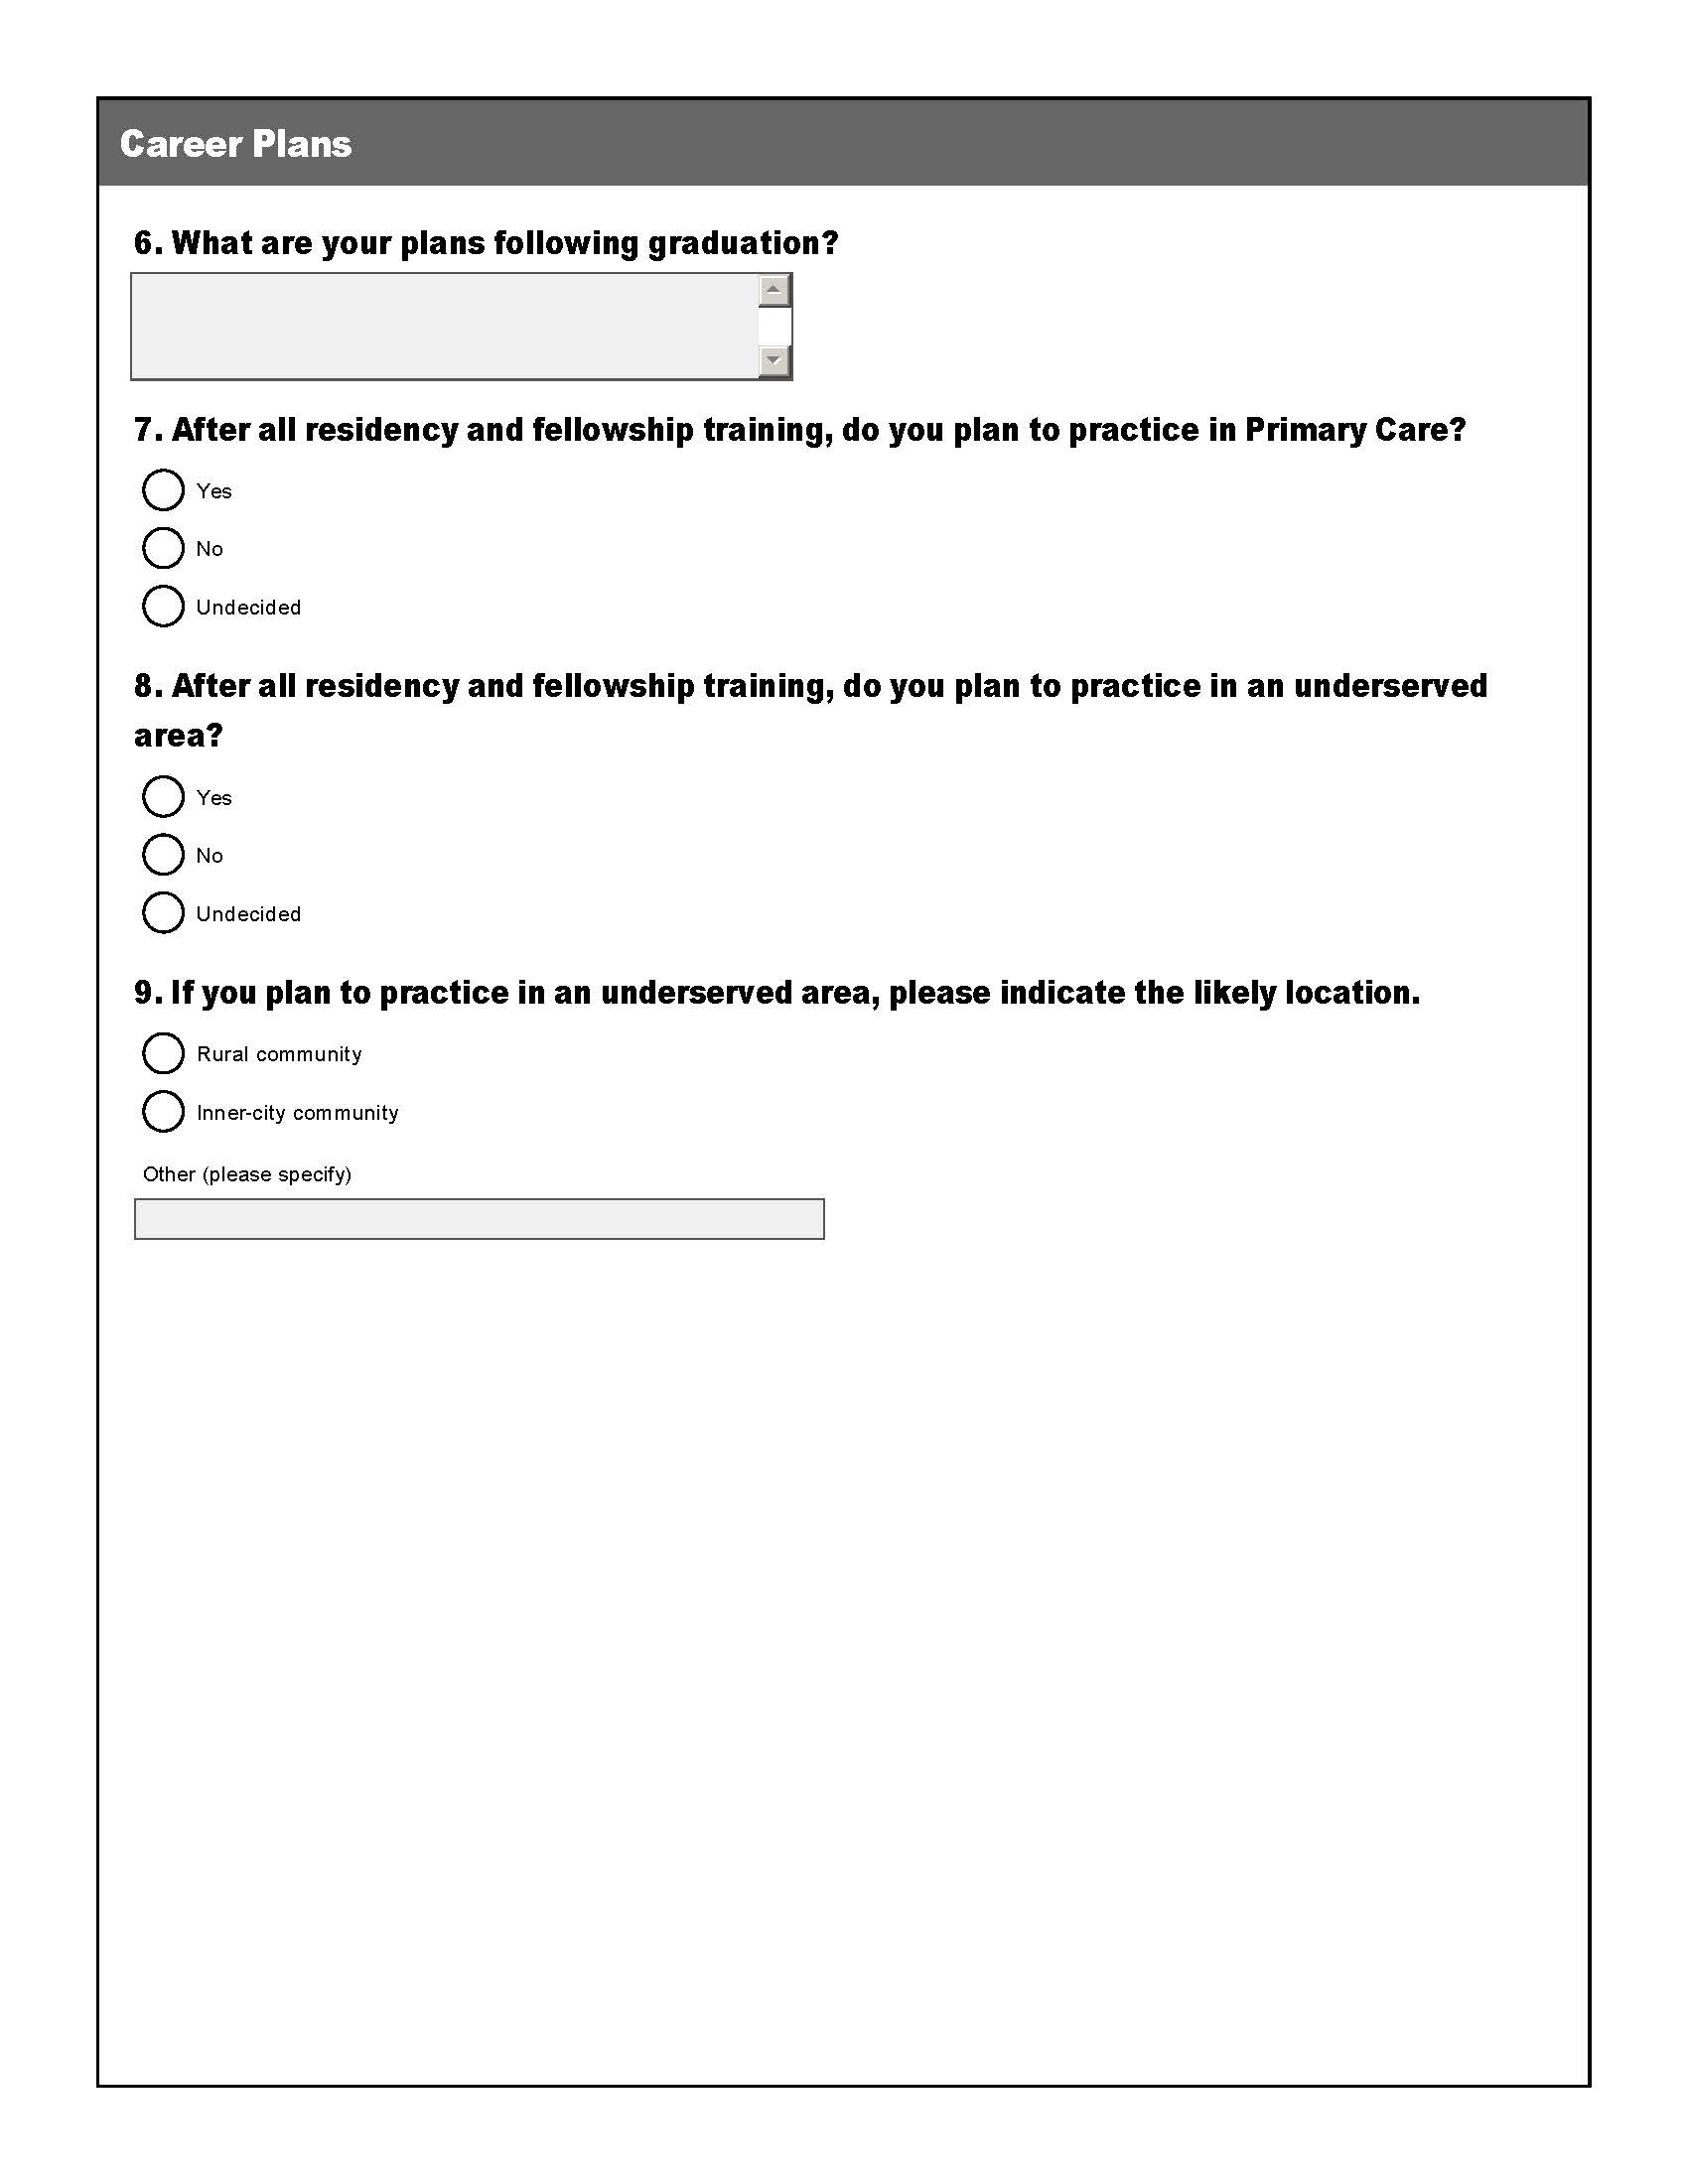 Career Plans
6. What are your plans following graduation?
7. After all residency and fellowship training, do you plan to practice in Primary Care?
Yes
No
Undecided
8. After all residency and fellowship training, do you plan to practice in an underserved
area?
Yes
No
Undecided
9. If you plan to practice in an underserved area, please indicate the likely location.
Rural community
Inner-city community
Other (please specify)